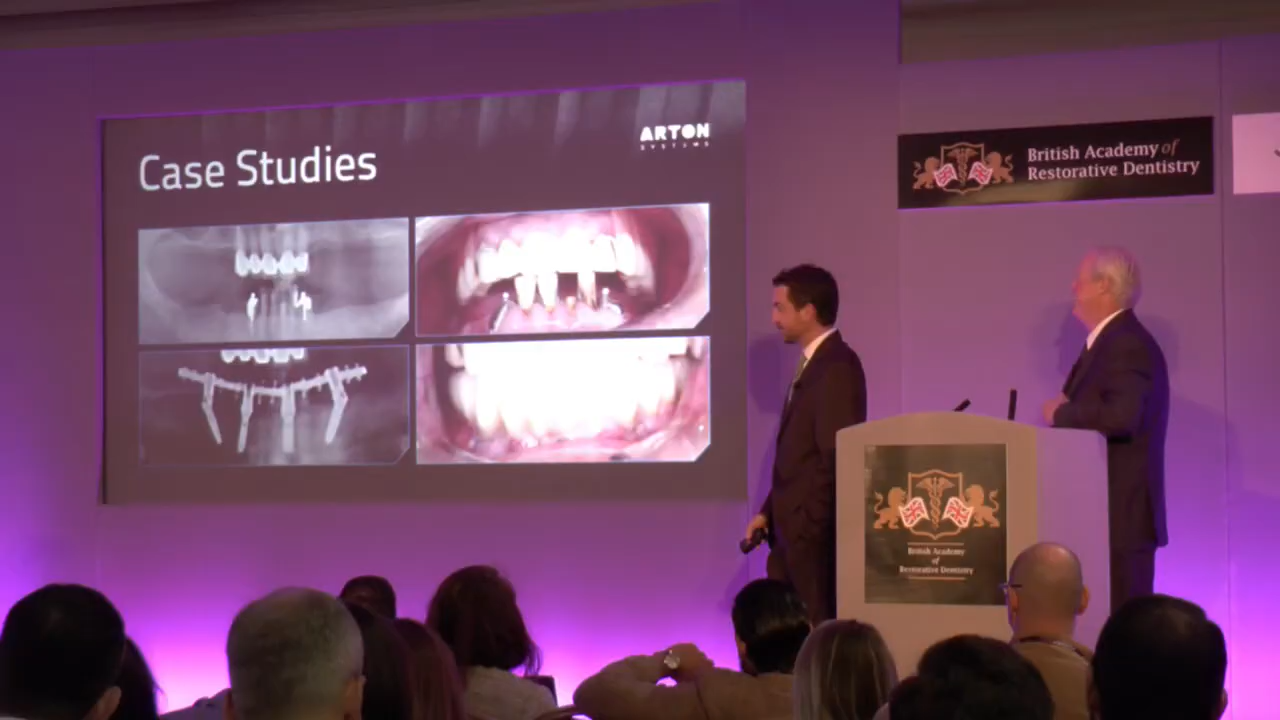 Case Studies
ARTON
SYSTEMS
British Academy of
Restorative Dentistry
British Academy
of
Restorative Dentistry